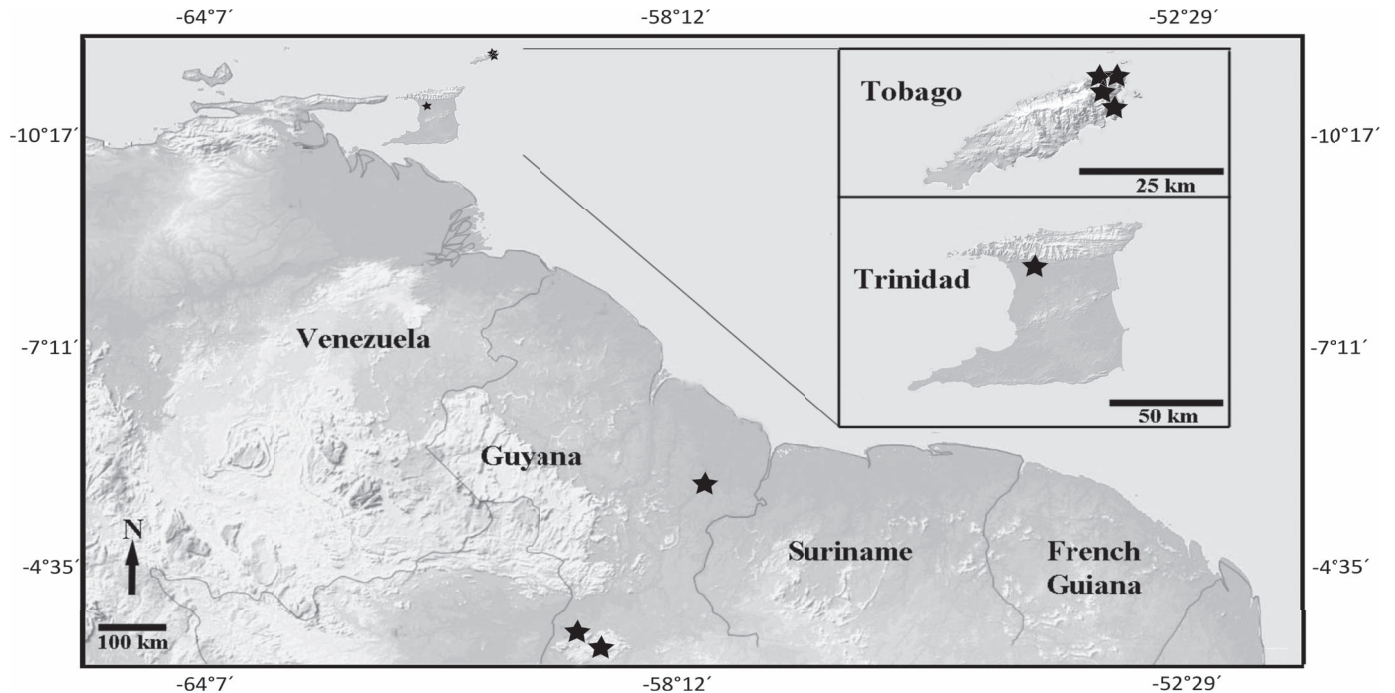 -64°7´ -58°12´ -52°29´
Tobago
-10°17´ -10°17´
25 km
Trinidad
Venezuela
-7°11´ -7°11´
50 km
Guyana
N
Suriname French
Guiana
-4°35´ -4°35´
100 km
-64°7´ -58°12´ -52°29´